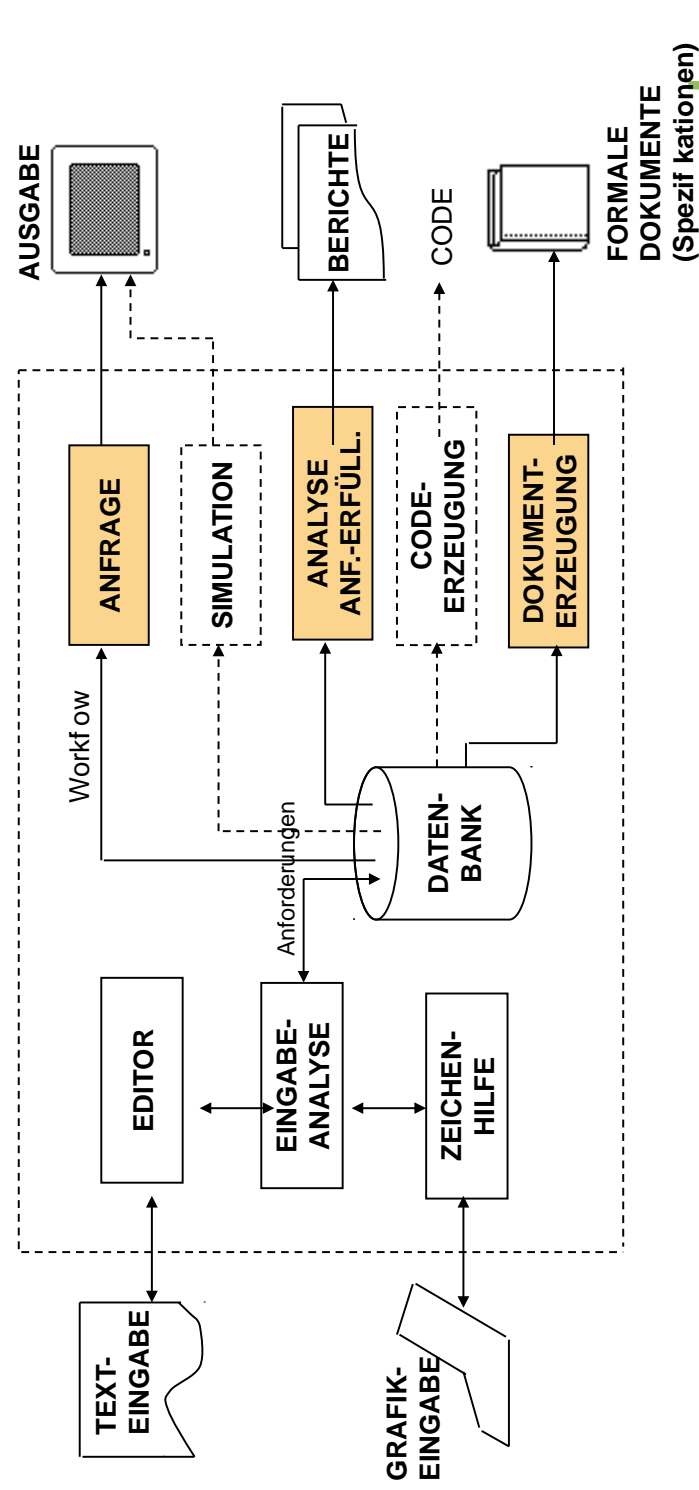 TEXT-
EINGABE
GRAFIK-
EINGABE
EDITOR
EINGABE-
ANALYSE
ZEICHEN-
HILFE
Anforderungen
DATEN-
BANK
Workf ow
ANFRAGE
SIMULATION
ANALYSE
ANF.-ERFÜLL.
CODE-
ERZEUGUNG
DOKUMENT-
ERZEUGUNG
AUSGABE
BERICHTE
CODE
FORMALE
DOKUMENTE
(Spezif kationen)